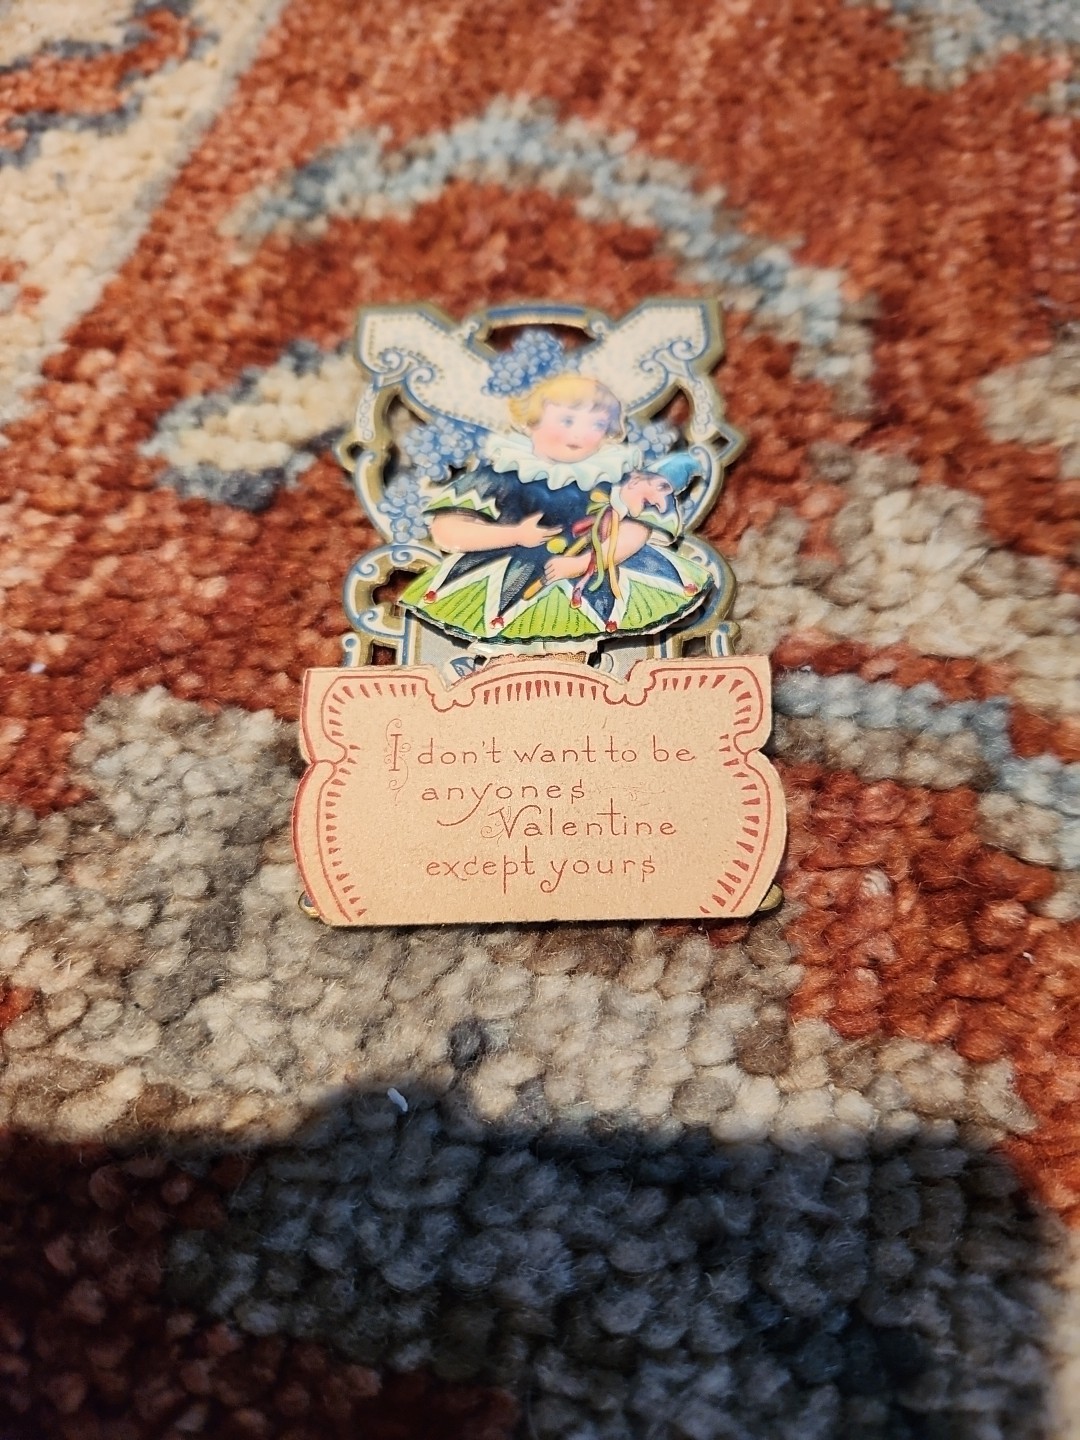 I don't want to be
anyones
Valentine
except yours